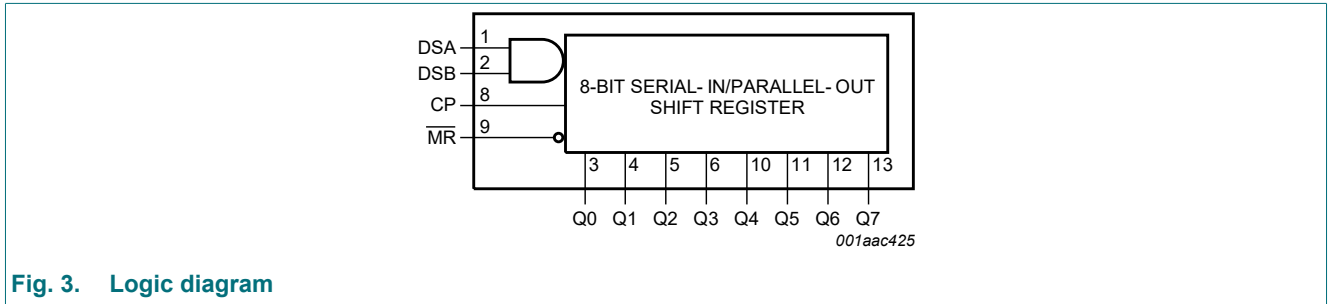 DSA 1
DSB 2
8-BIT SERIAL- IN/PARALLEL- OUT
SHIFT REGISTER
CP 8
MR 9
3 4 5 6 10 11 12 13
Q0 Q1 Q2 Q3 Q4 Q5 Q6 Q7
001aac425
Fig. 3. Logic diagram